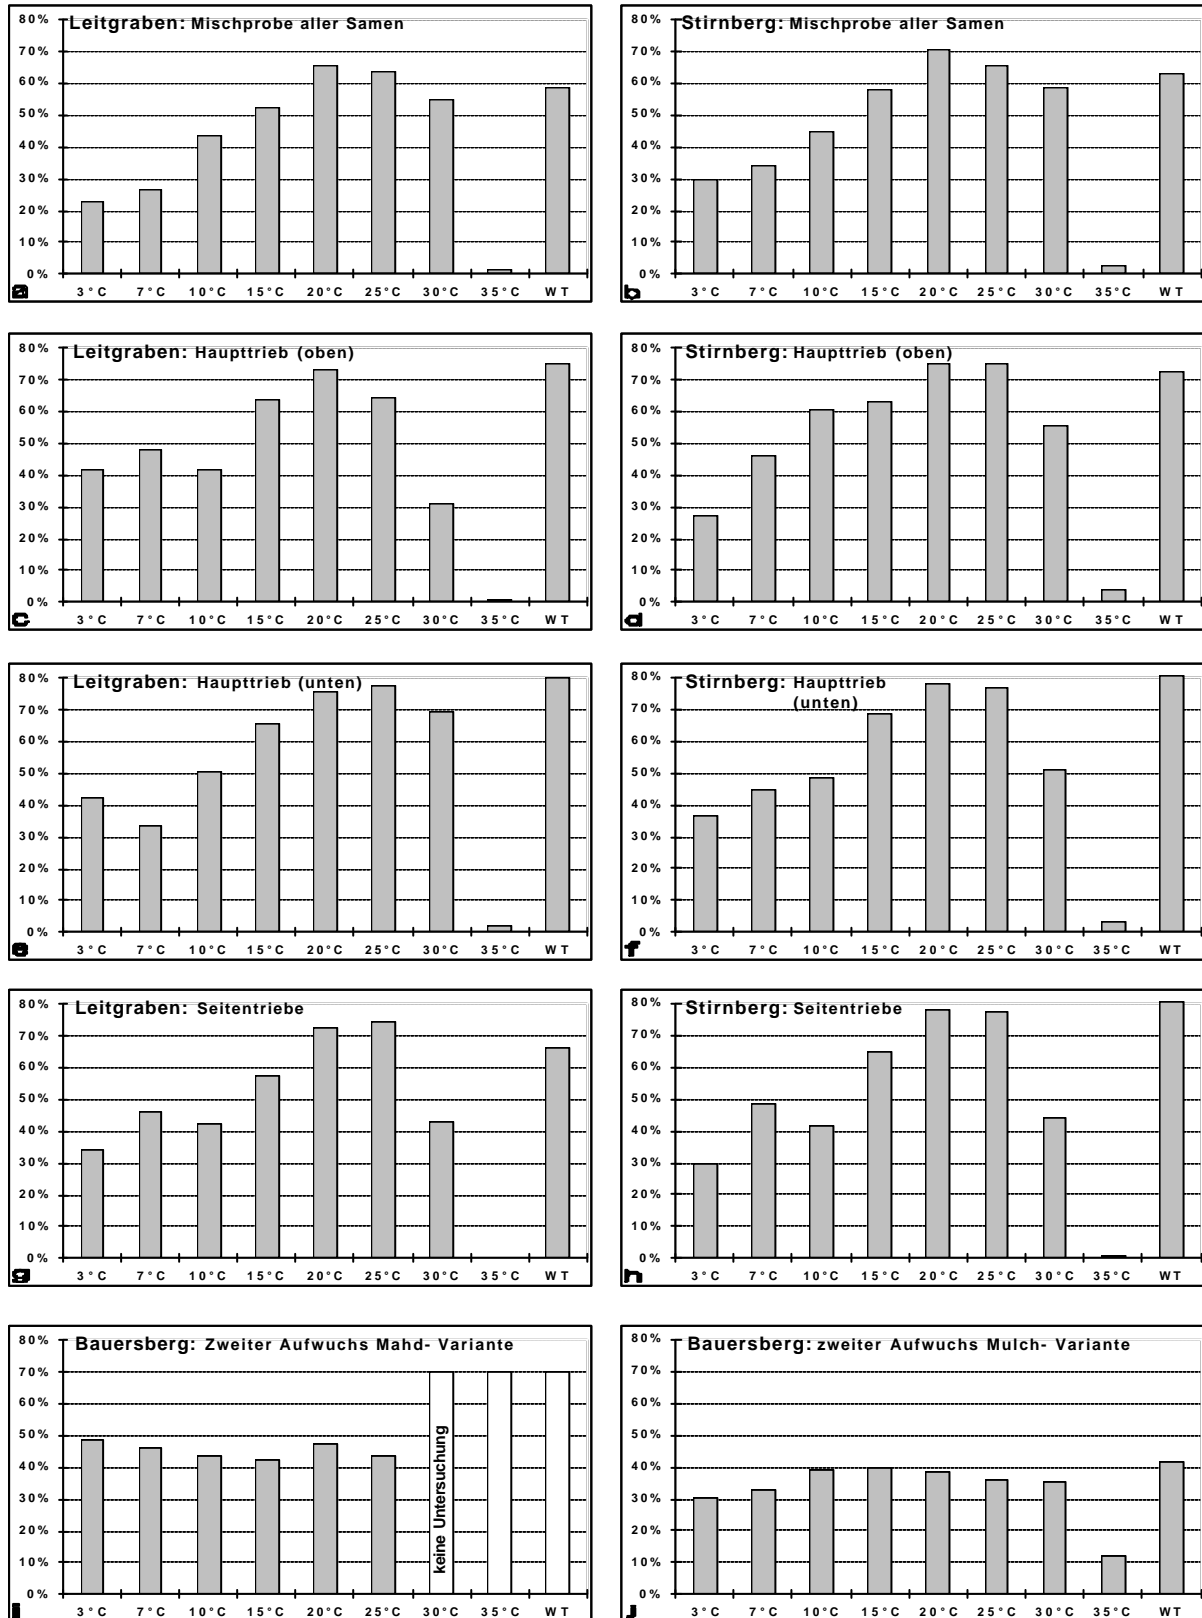 Leitgraben: Mischprobe aller Samen
80%
70%
60%
50%
40%
30%
20%
10%
0%
3°C 7°C 10°C 15°C 20°C 25°C 30°C 35°C WT
a
Stirnberg: Mischprobe aller Samen
80%
70%
60%
50%
40%
30%
20%
10%
0%
3°C 7°C 10°C 15°C 20°C 25°C 30°C 35°C WT
b
Leitgraben: Haupttrieb (oben)
80%
70%
60%
50%
40%
30%
20%
10%
0%
3°C 7°C 10°C 15°C 20°C 25°C 30°C 35°C WT
c
Stirnberg: Haupttrieb (oben)
80%
70%
60%
50%
40%
30%
20%
10%
0%
3°C 7°C 10°C 15°C 20°C 25°C 30°C 35°C WT
d
Leitgraben: Haupttrieb (unten)
80%
70%
60%
50%
40%
30%
20%
10%
0%
3°C 7°C 10°C 15°C 20°C 25°C 30°C 35°C WT
e
Stirnberg: Haupttrieb
(unten)
80%
70%
60%
50%
40%
30%
20%
10%
0%
3°C 7°C 10°C 15°C 20°C 25°C 30°C 35°C WT
f
Leitgraben: Seitentriebe
80%
70%
60%
50%
40%
30%
20%
10%
0%
3°C 7°C 10°C 15°C 20°C 25°C 30°C 35°C WT
g
Stirnberg: Seitentriebe
80%
70%
60%
50%
40%
30%
20%
10%
0%
3°C 7°C 10°C 15°C 20°C 25°C 30°C 35°C WT
h
Bauersberg: Zweiter Aufwuchs Mahd- Variante
80%
70%
60%
50%
40%
30%
20%
10%
0%
keine Untersuchung
3°C 7°C 10°C 15°C 20°C 25°C 30°C 35°C WT
i
Bauersberg: zweiter Aufwuchs Mulch- Variante
80%
70%
60%
50%
40%
30%
20%
10%
0%
3°C 7°C 10°C 15°C 20°C 25°C 30°C 35°C WT
j